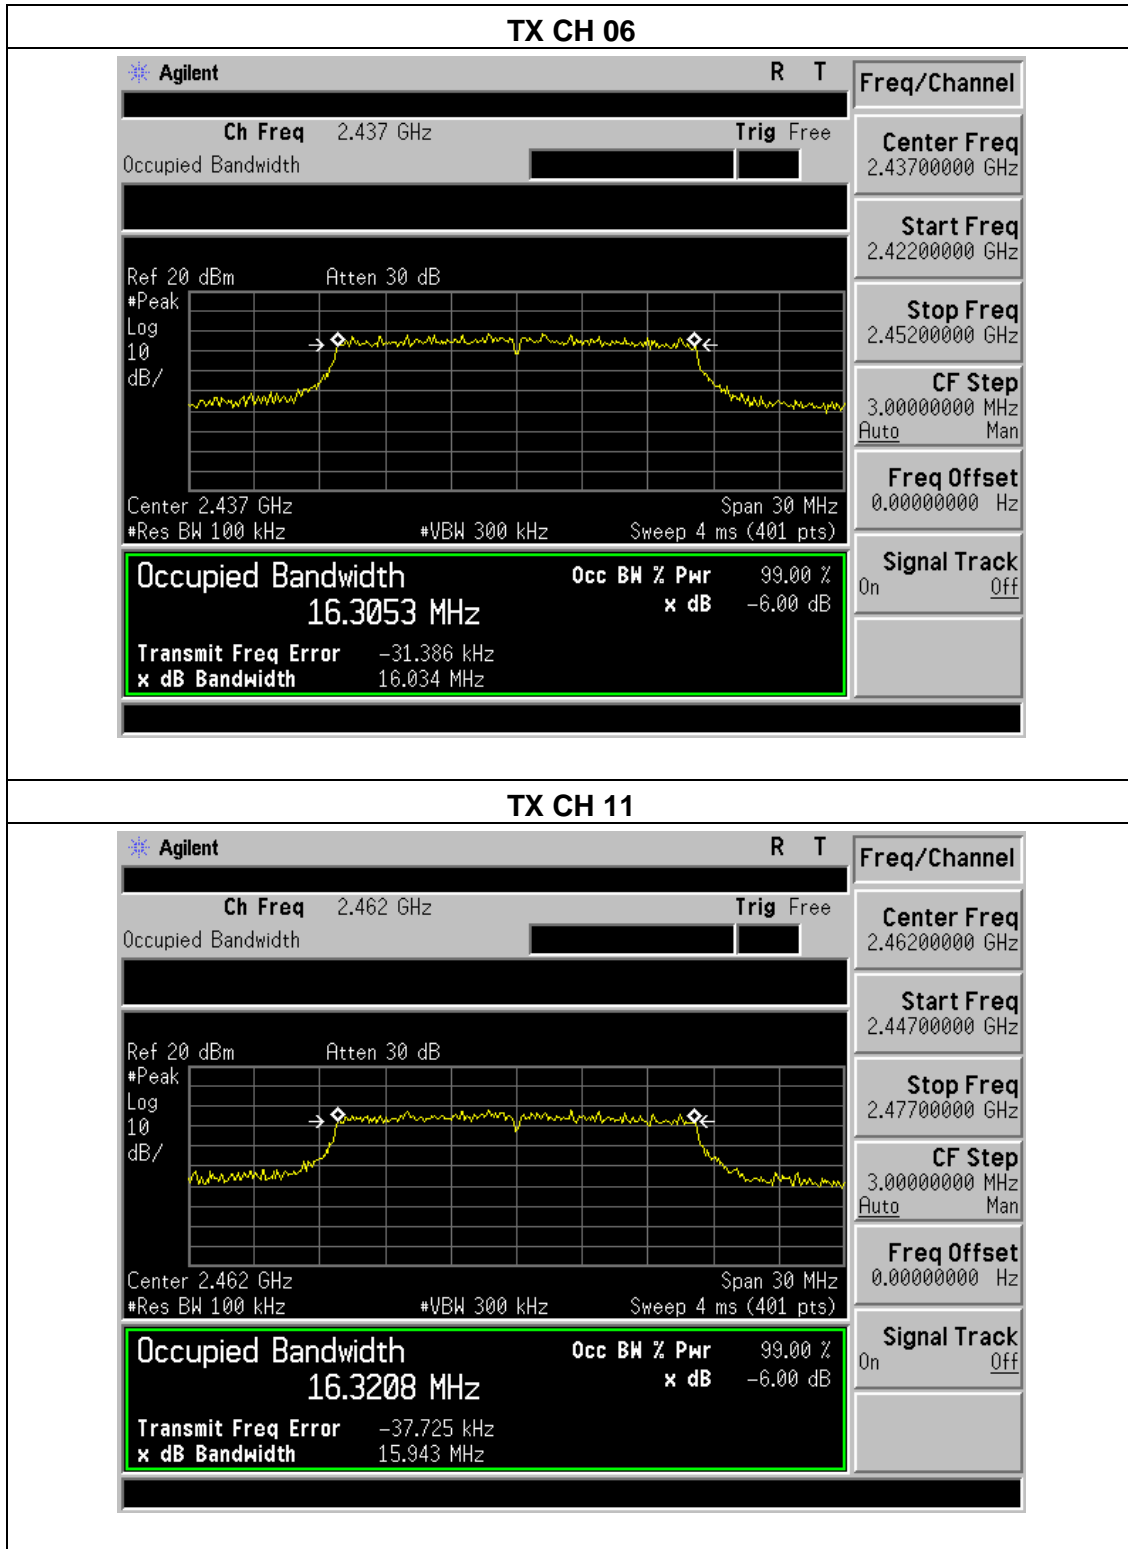 TX CH 06
Agilent R T
Freq/Channel
Ch Freq 2.437 GHz Trig Free
Occupied Bandwidth
Center Freq
2.43700000 GHz
Start Freq
2.42200000 GHz
Ref 20 dBm Atten 30 dB
#Peak
Log
10
dB/
Stop Freq
2.45200000 GHz
CF Step
3.00000000 MHz
Auto Man
Freq Offset
0.00000000 Hz
Center 2.437 GHz Span 30 MHz
#Res BW 100 kHz #VBW 300 kHz Sweep 4 ms (401 pts)
Signal Track
On Off
Occupied Bandwidth Occ BW % Pwr 99.00 %
16.3053 MHz x dB -6.00 dB
Transmit Freq Error -31.386 kHz
x dB Bandwidth 16.034 MHz
TX CH 11
Agilent R T
Freq/Channel
Ch Freq 2.462 GHz Trig Free
Occupied Bandwidth
Center Freq
2.46200000 GHz
Start Freq
2.44700000 GHz
Ref 20 dBm Atten 30 dB
#Peak
Log
10
dB/
Stop Freq
2.47700000 GHz
CF Step
3.00000000 MHz
Auto Man
Freq Offset
0.00000000 Hz
Center 2.462 GHz Span 30 MHz
#Res BW 100 kHz #VBW 300 kHz Sweep 4 ms (401 pts)
Signal Track
On Off
Occupied Bandwidth Occ BW % Pwr 99.00 %
16.3208 MHz x dB -6.00 dB
Transmit Freq Error -37.725 kHz
x dB Bandwidth 15.943 MHz